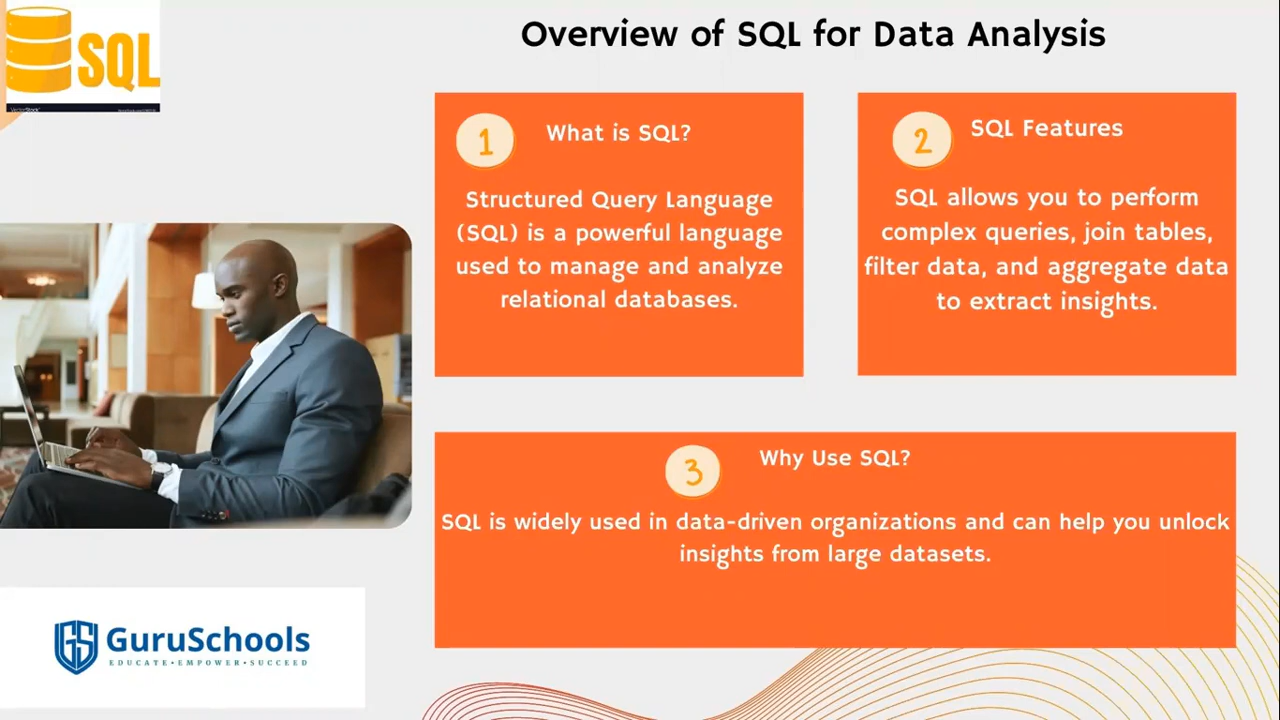 SQL
VectorStock
Overview of SQL for Data Analysis
1
What is SQL?
Structured Query Language
(SQL) is a powerful language
used to manage and analyze
relational databases.
2
SQL Features
SQL allows you to perform
complex queries, join tables,
filter data, and aggregate data
to extract insights.
3
Why Use SQL?
SQL is widely used in data-driven organizations and can help you unlock
insights from large datasets.
GS
GuruSchools
EDUCATE•EMPOWER•SUCCEED